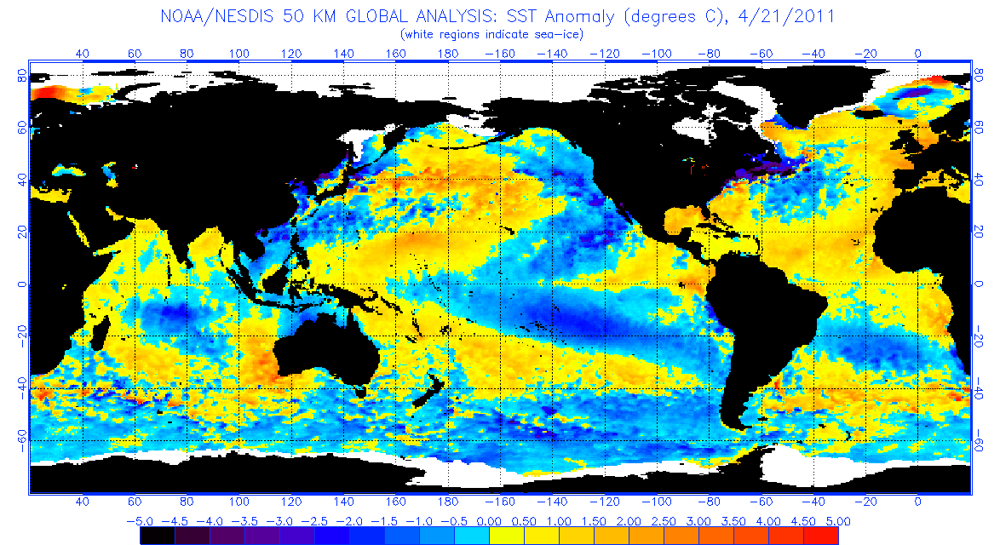 NOAA/NESDIS 50 KM GLOBAL ANALYSIS: SST Anomaly (degrees C), 4/21/2011
(white regions indicate sea-ice)
40 60 80 100 120 140 160 180 -160 -140 -120 -100 -80 -60 -40 -20 0
80 80
60 60
40 40
20 20
0 0
-20 -20
-40 -40
-60 -60
40 60 80 100 120 140 160 180 -160 -140 -120 -100 -80 -60 -40 -20 0
-5.0 -4.5 -4.0 -3.5 -3.0 -2.5 -2.0 -1.5 -1.0 -0.5 0.00 0.50 1.00 1.50 2.00 2.50 3.00 3.50 4.00 4.50 5.00